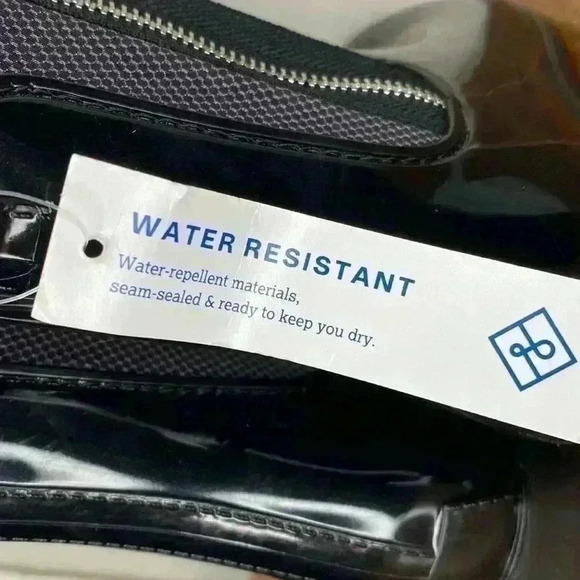 WATER RESISTANT
Water-repellent materials,
seam-sealed & ready to keep you dry.